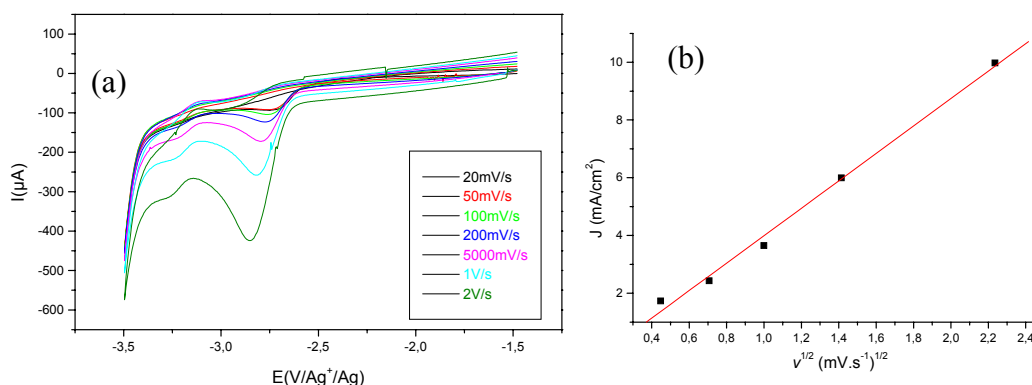 (a)
100
0
-100
-200
-300
-400
-500
-600
I(µA)
-3,5 -3,0 -2,5 -2,0 -1,5
E(V/Ag⁺/Ag)
20mV/s
50mV/s
100mV/s
200mV/s
5000mV/s
1V/s
2V/s
(b)
10
8
6
4
2
J (mA/cm²)
0,4 0,6 0,8 1,0 1,2 1,4 1,6 1,8 2,0 2,2 2,4
v¹/² (mV.s⁻¹)¹/²